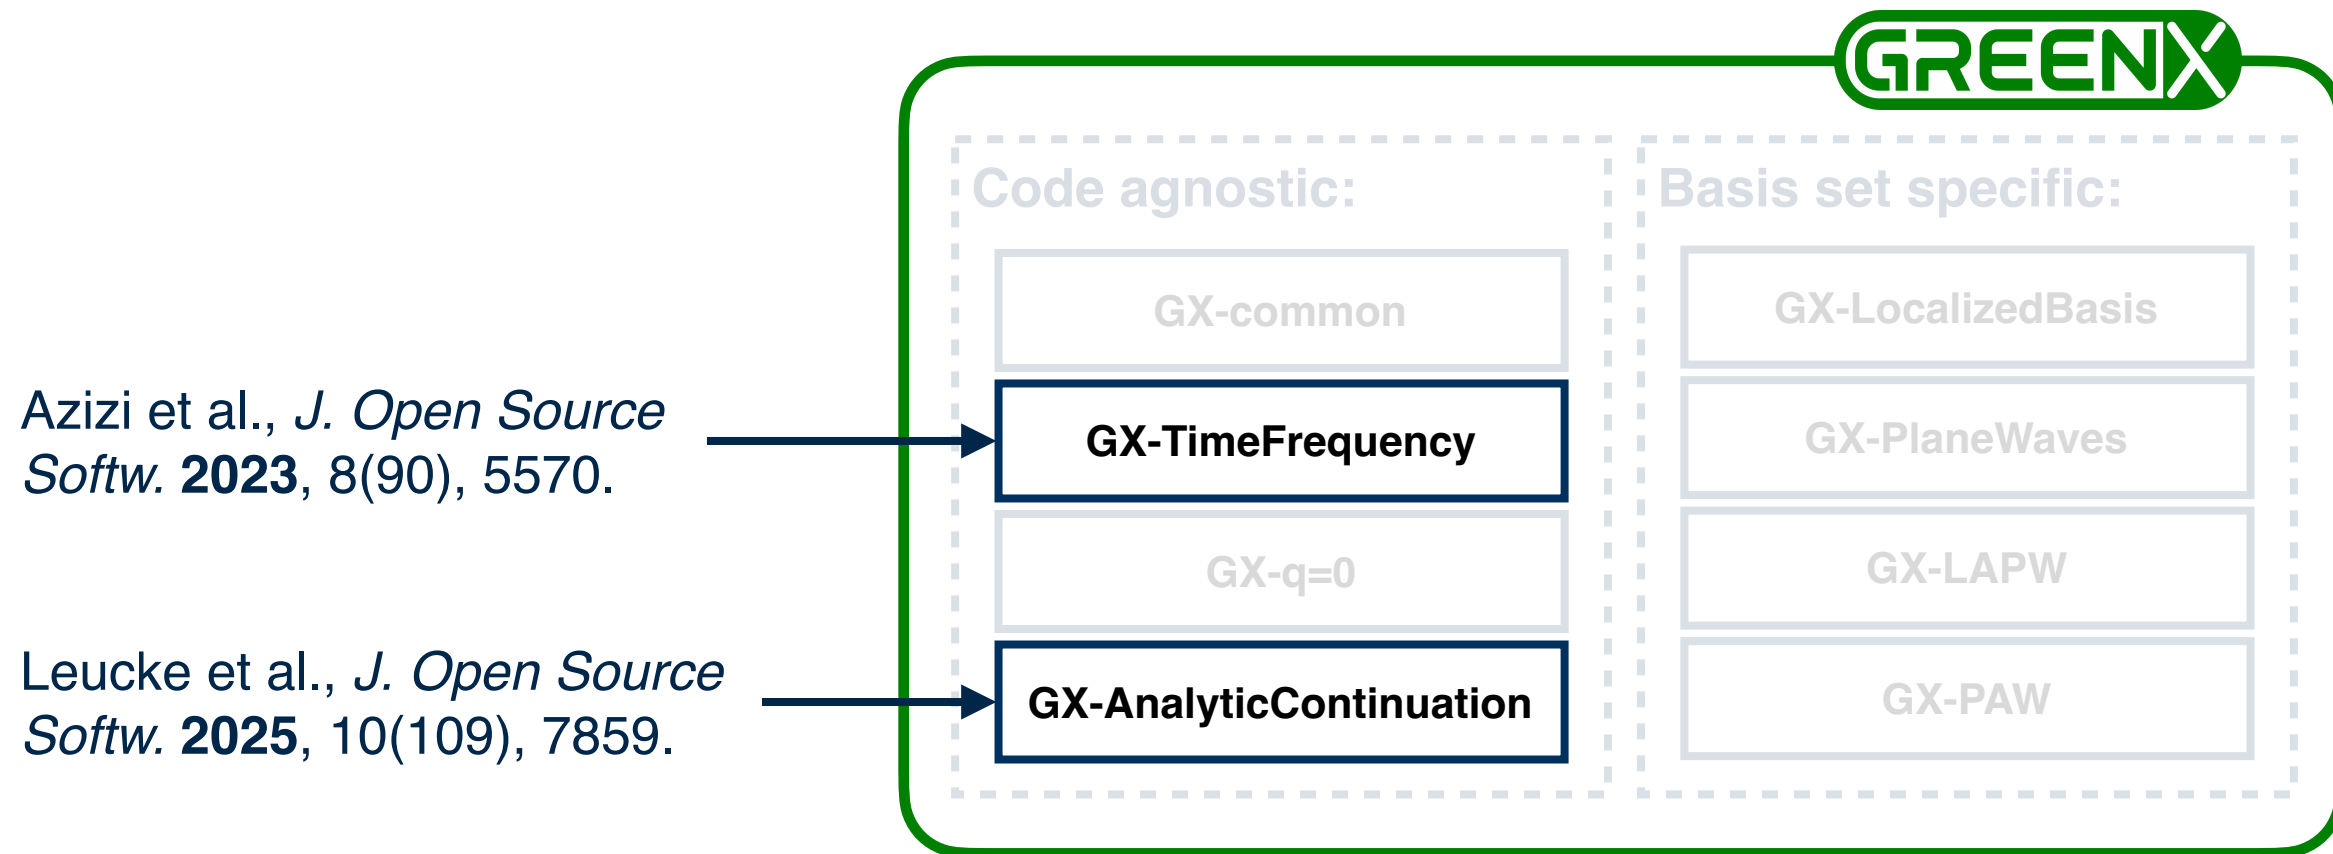 GREENX
Code agnostic:
GX-common
GX-TimeFrequency
GX-q=0
GX-AnalyticContinuation
Basis set specific:
GX-LocalizedBasis
GX-PlaneWaves
GX-LAPW
GX-PAW
Azizi et al., J. Open Source
Softw. 2023, 8(90), 5570.
Leucke et al., J. Open Source
Softw. 2025, 10(109), 7859.